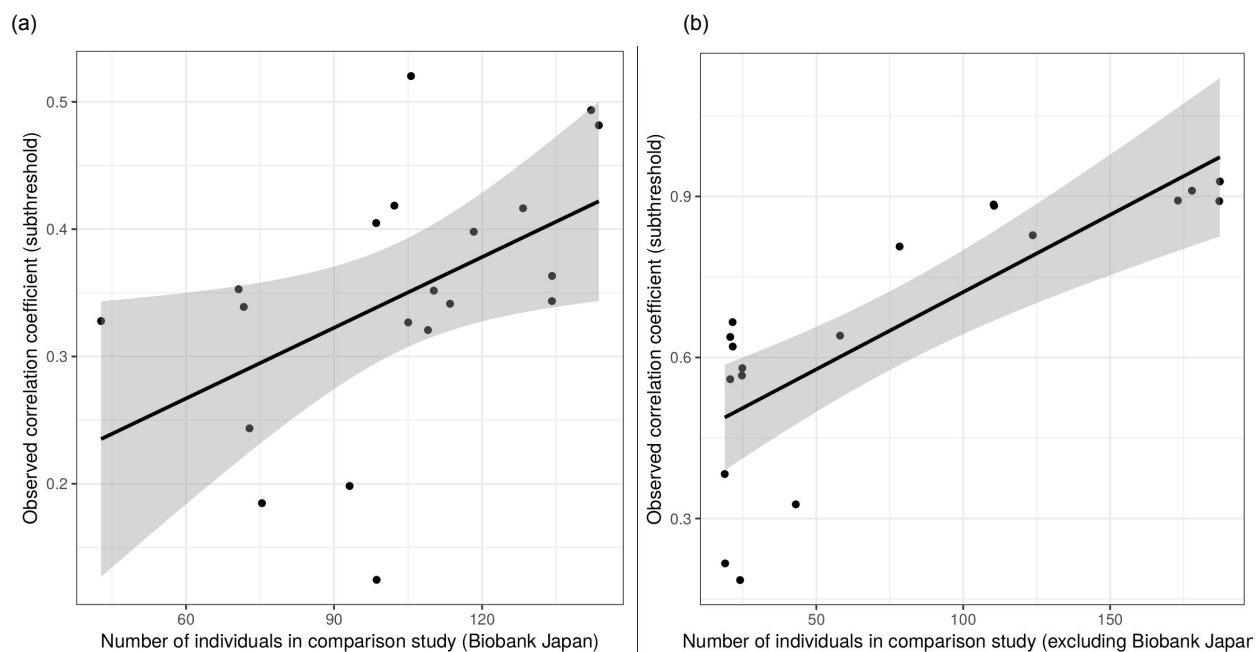 (a)
(b)
Observed correlation coefficient (subthreshold)
0.5
0.4
0.3
0.2
60
90
120
Number of individuals in comparison study (Biobank Japan)
Observed correlation coefficient (subthreshold)
0.9
0.6
0.3
50
100
150
Number of individuals in comparison study (excluding Biobank Japan